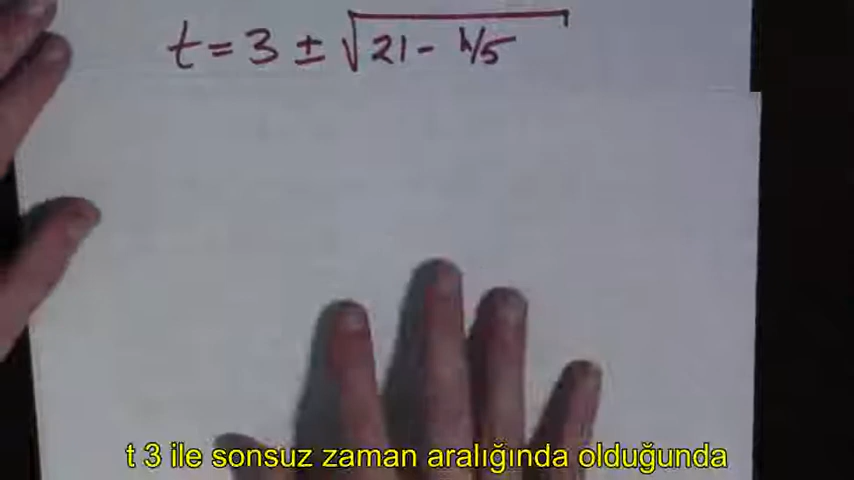 t = 3 ± √21 - h/5
t 3 ile sonsuz zaman aralığında olduğunda